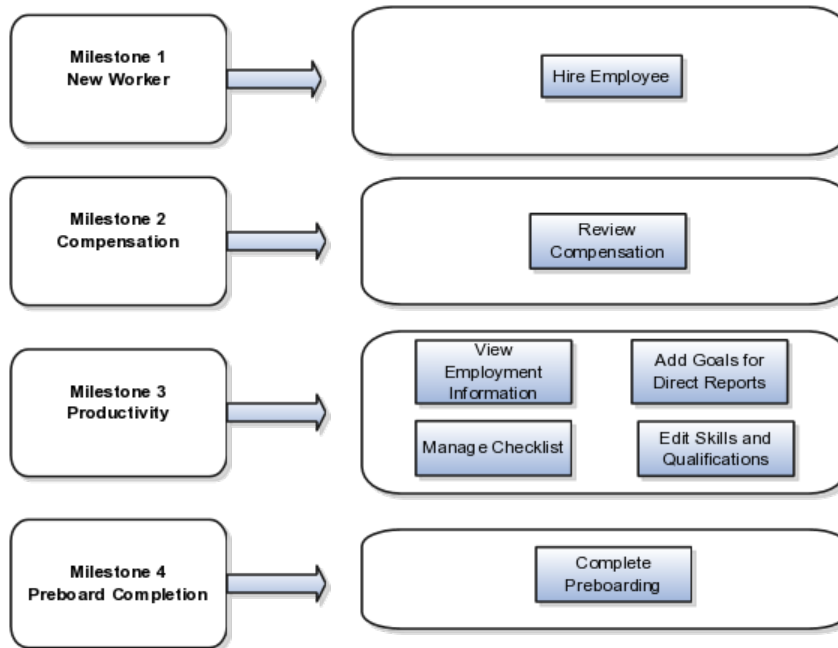 Milestone 1
New Worker
Hire Employee
Milestone 2
Compensation
Review
Compensation
Milestone 3
Productivity
View
Employment
Information
Add Goals for
Direct Reports
Manage Checklist
Edit Skills and
Qualifications
Milestone 4
Preboard Completion
Complete
Preboarding